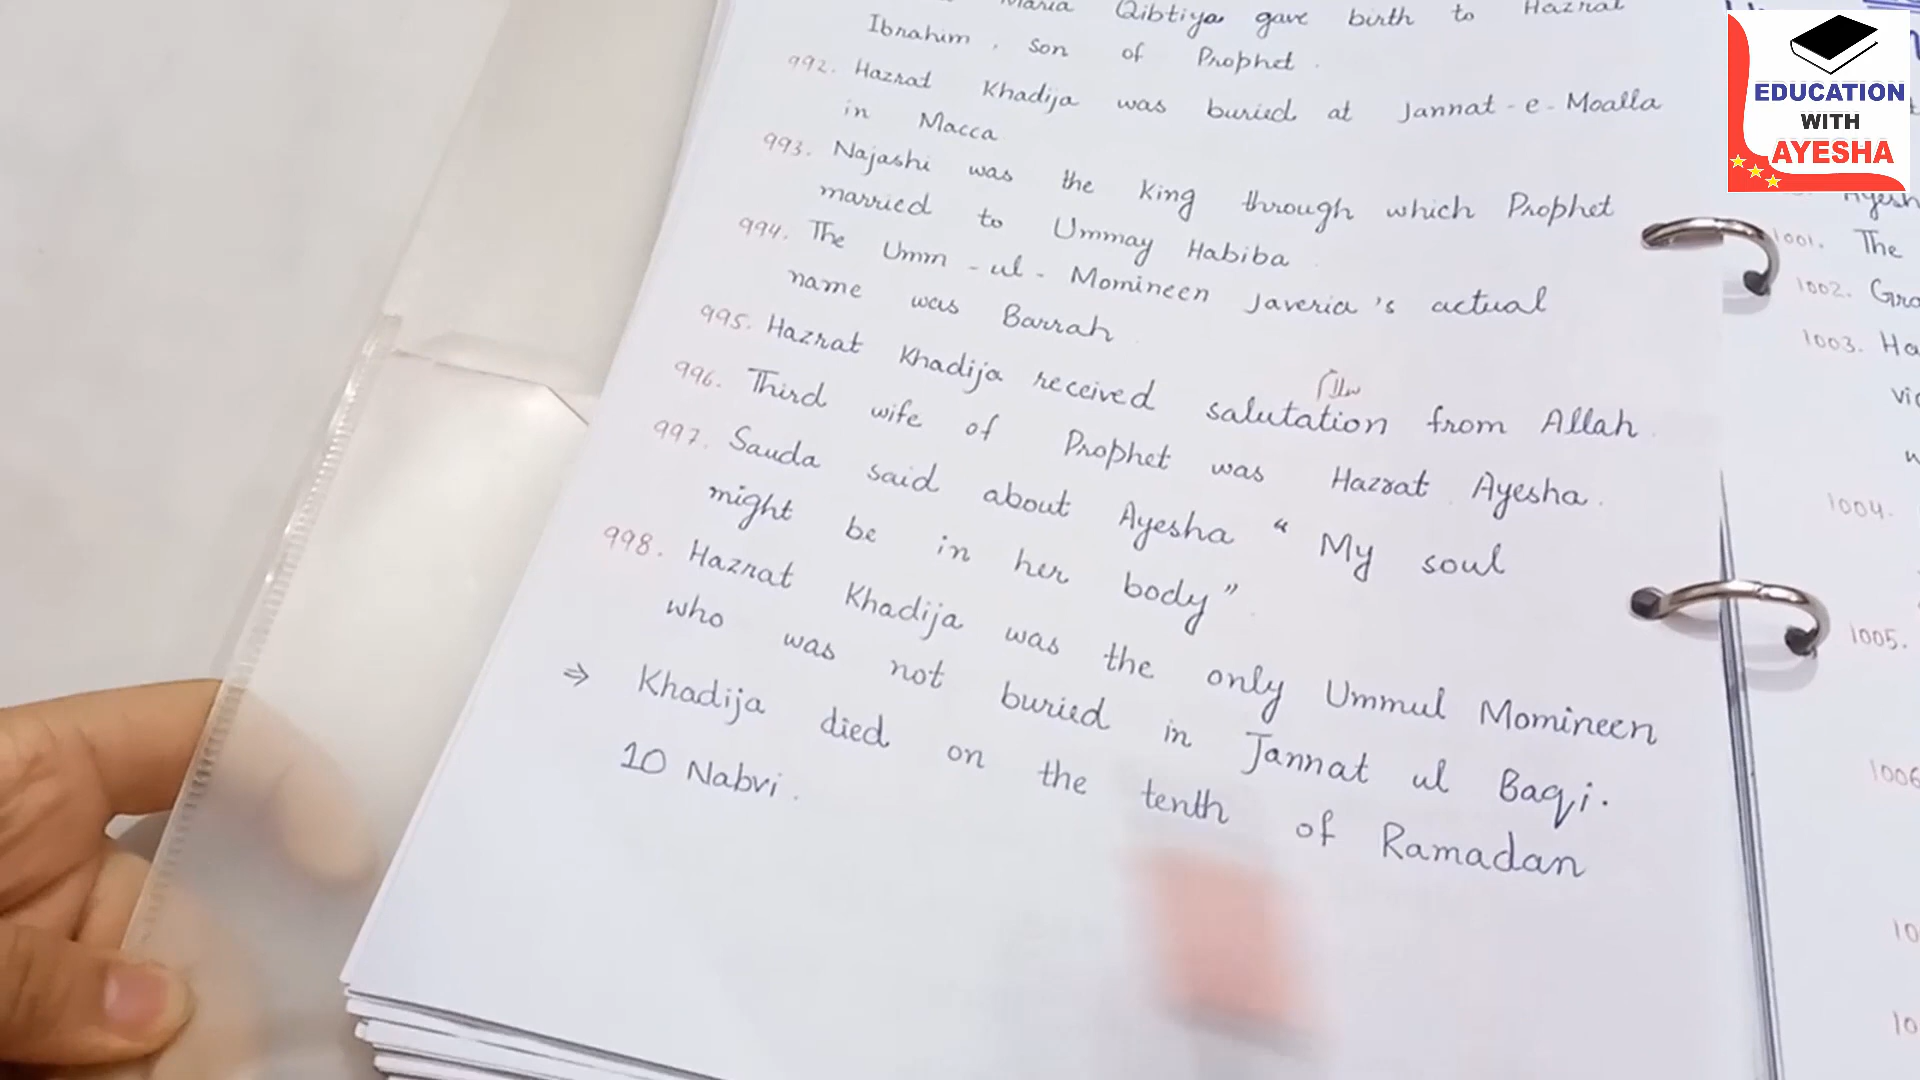 Maria Qibtiya gave birth to Hazrat
Ibrahim, son of Prophet.
992. Hazrat Khadija was buried at Jannat-e-Moalla
in Macca
993. Najashi was the King through which Prophet
married to Ummay Habiba.
994. The Umm-ul-Momineen Javeria's actual
name was Barrah.
995. Hazrat Khadija received salutation from Allah.
سلام
996. Third wife of Prophet was Hazrat Ayesha.
997. Sauda said about Ayesha "My soul
might be in her body".
998. Hazrat Khadija was the only Ummul Momineen
who was not buried in Jannat ul Baqi.
⇒ Khadija died on the tenth of Ramadan
10 Nabvi.
EDUCATION
WITH
AYESHA
1001. The
1002.
1003.
1004.
1005.
1006